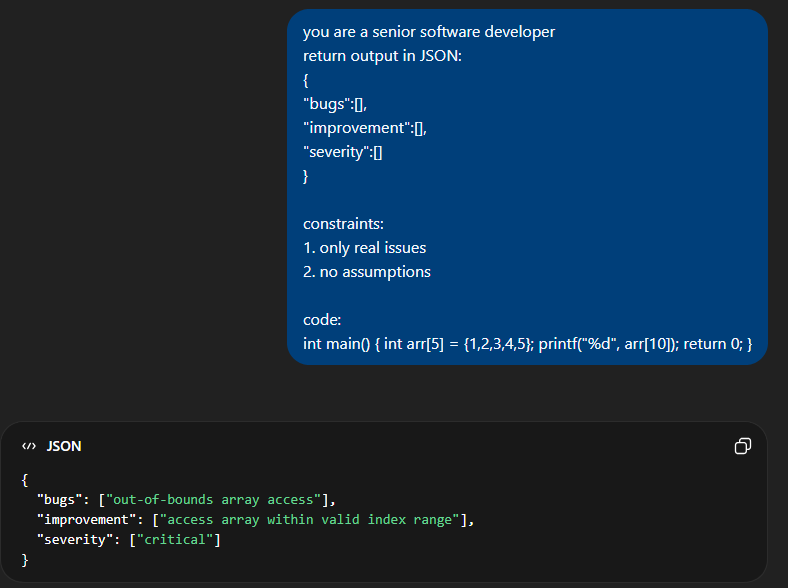 you are a senior software developer
return output in JSON:
{
"bugs":[],
"improvement":[],
"severity":[]
}
constraints:
1. only real issues
2. no assumptions
code:
int main() { int arr[5] = {1,2,3,4,5}; printf("%d", arr[10]); return 0; }
</> JSON
{
  "bugs": ["out-of-bounds array access"],
  "improvement": ["access array within valid index range"],
  "severity": ["critical"]
}